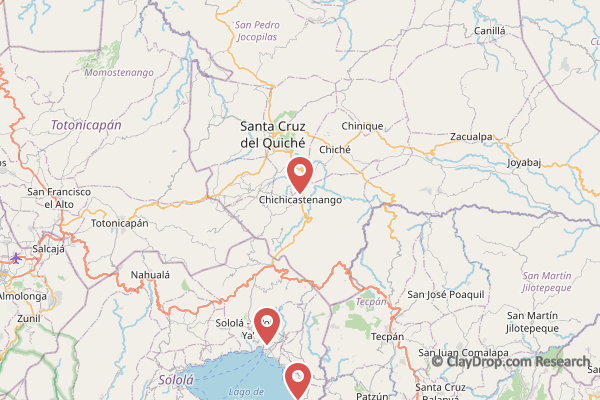 San Pedro
Jocopilas
Canillá
Momostenango
Totonicapán
Santa Cruz
del Quiché
Chinique
Zacualpa
Chiché
Joyabaj
San Francisco
el Alto
Chichicastenango
Totonicapán
Salcajá
Nahualá
San Martín
Jilotepeque
Almolonga
Tecpán
San José Poaquil
Zunil
Sololá -
San Martín
Jilotepeque
Tecpán
San Juan Comalapa
© ClayDrop.com Research
Sololá
Lago de
Santa Cruz
Balanyá
Patzún